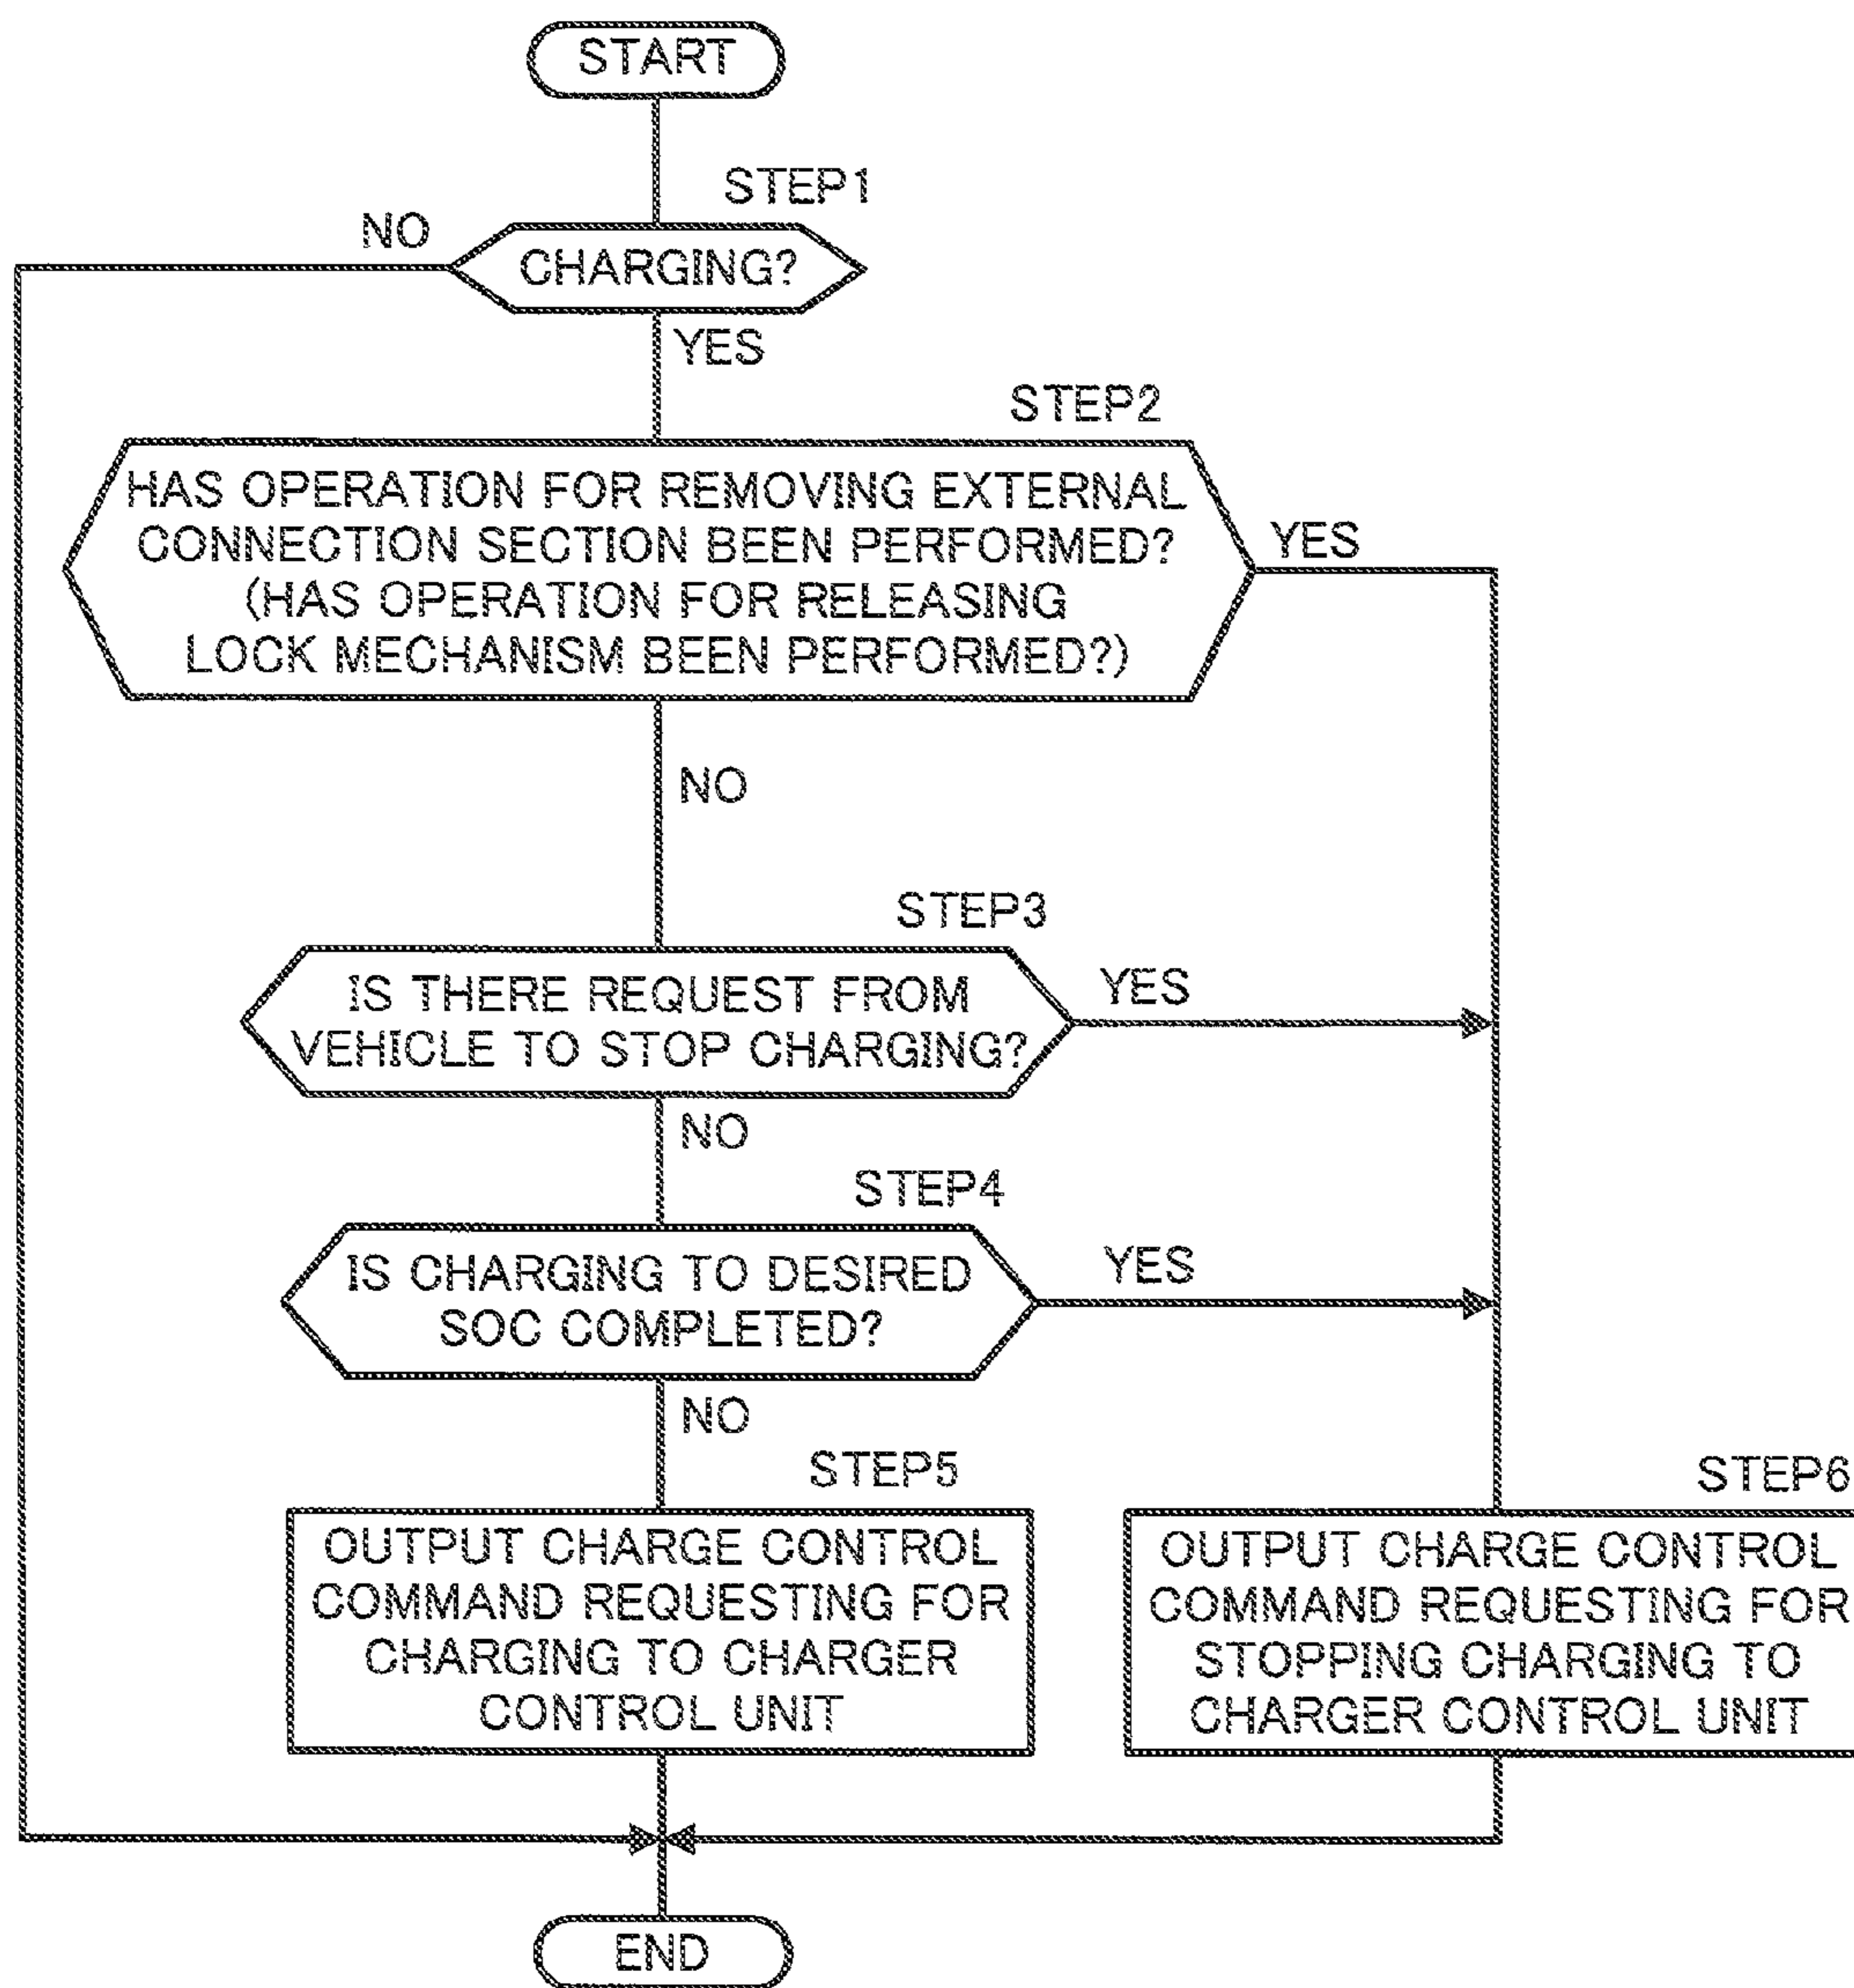 START
STEP1
NO
CHARGING?
YES
STEP2
HAS OPERATION FOR REMOVING EXTERNAL
CONNECTION SECTION BEEN PERFORMED?
(HAS OPERATION FOR RELEASING
LOCK MECHANISM BEEN PERFORMED?)
YES
NO
STEP3
IS THERE REQUEST FROM
VEHICLE TO STOP CHARGING?
YES
NO
STEP4
IS CHARGING TO DESIRED
SOC COMPLETED?
YES
NO
STEP5
OUTPUT CHARGE CONTROL
COMMAND REQUESTING FOR
CHARGING TO CHARGER
CONTROL UNIT
STEP6
OUTPUT CHARGE CONTROL
COMMAND REQUESTING FOR
STOPPING CHARGING TO
CHARGER CONTROL UNIT
END